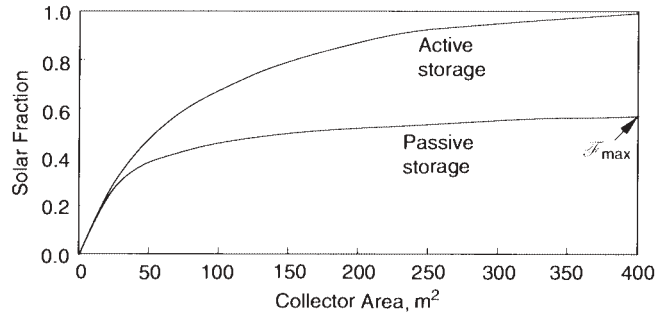 1.0
0.8
0.6
0.4
0.2
0.0
Solar Fraction
Active
storage
Passive
storage
ℱmax
0 50 100 150 200 250 300 350 400
Collector Area, m²